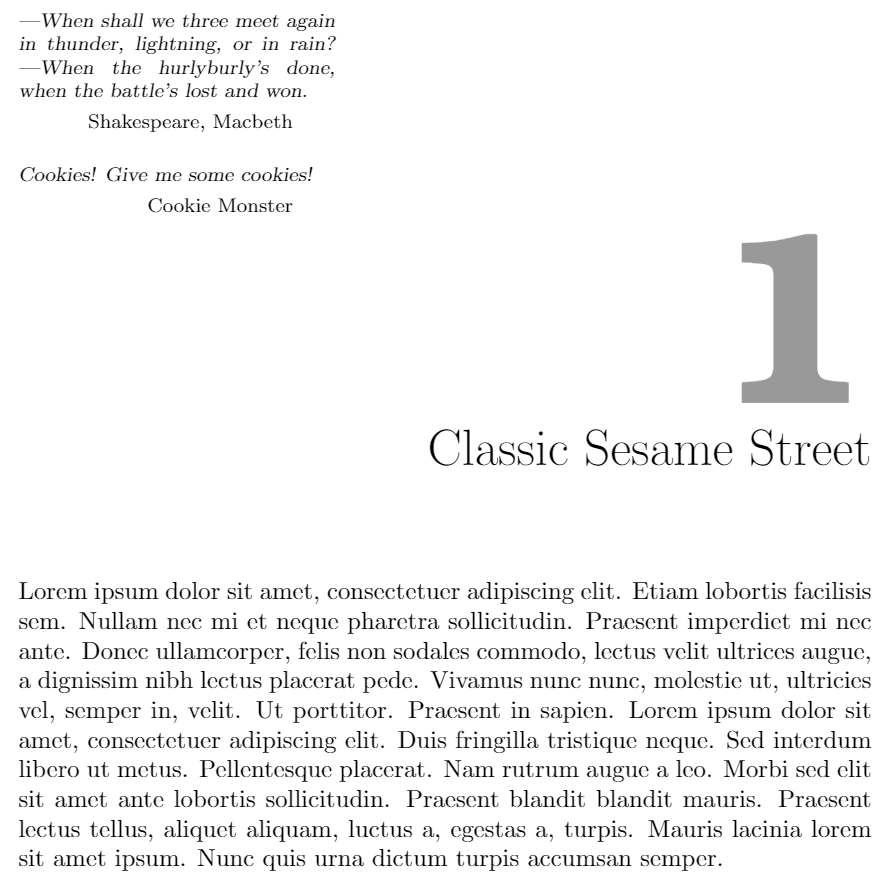 —When shall we three meet again
in thunder, lightning, or in rain?
—When the hurlyburly's done,
when the battle's lost and won.
Shakespeare, Macbeth
Cookies! Give me some cookies!
Cookie Monster
1
Classic Sesame Street
Lorem ipsum dolor sit amet, consectetuer adipiscing elit. Etiam lobortis facilisis
sem. Nullam nec mi et neque pharetra sollicitudin. Praesent imperdiet mi nec
ante. Donec ullamcorper, felis non sodales commodo, lectus velit ultrices augue,
a dignissim nibh lectus placerat pede. Vivamus nunc nunc, molestie ut, ultricies
vel, semper in, velit. Ut porttitor. Praesent in sapien. Lorem ipsum dolor sit
amet, consectetuer adipiscing elit. Duis fringilla tristique neque. Sed interdum
libero ut metus. Pellentesque placerat. Nam rutrum augue a leo. Morbi sed elit
sit amet ante lobortis sollicitudin. Praesent blandit blandit mauris. Praesent
lectus tellus, aliquet aliquam, luctus a, egestas a, turpis. Mauris lacinia lorem
sit amet ipsum. Nunc quis urna dictum turpis accumsan semper.